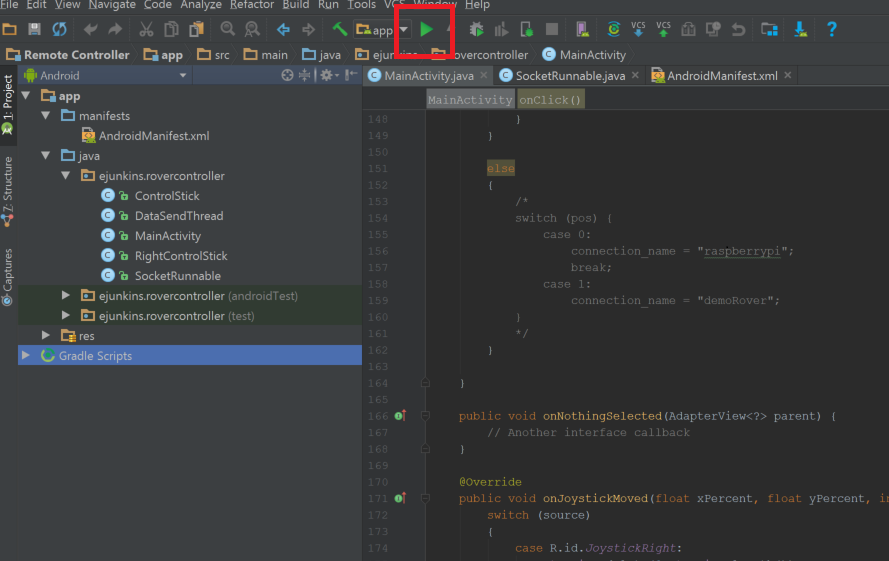 File Edit View Navigate Code Analyze Refactor Build Run Tools VCS Window Help
app
VCS VCS
Remote Controller app src main java ejunkins rovercontroller MainActivity
Android
MainActivity.java SocketRunnable.java AndroidManifest.xml
1: Project
7: Structure
Captures
app
manifests
AndroidManifest.xml
java
ejunkins.rovercontroller
ControlStick
DataSendThread
MainActivity
RightControlStick
SocketRunnable
ejunkins.rovercontroller (androidTest)
ejunkins.rovercontroller (test)
res
Gradle Scripts
MainActivity onClick()
148 }
149 }
150
151 else
152 {
153 /*
154 switch (pos) {
155 case 0:
156 connection_name = "raspberrypi";
157 break;
158 case 1:
159 connection_name = "demoRover";
160 }
161 */
162 }
163
164 }
165
166 public void onNothingSelected(AdapterView<?> parent) {
167 // Another interface callback
168 }
169
170 @Override
171 public void onJoystickMoved(float xPercent, float yPercent, in
172 switch (source)
173 {
174 case R.id.JoystickRight: